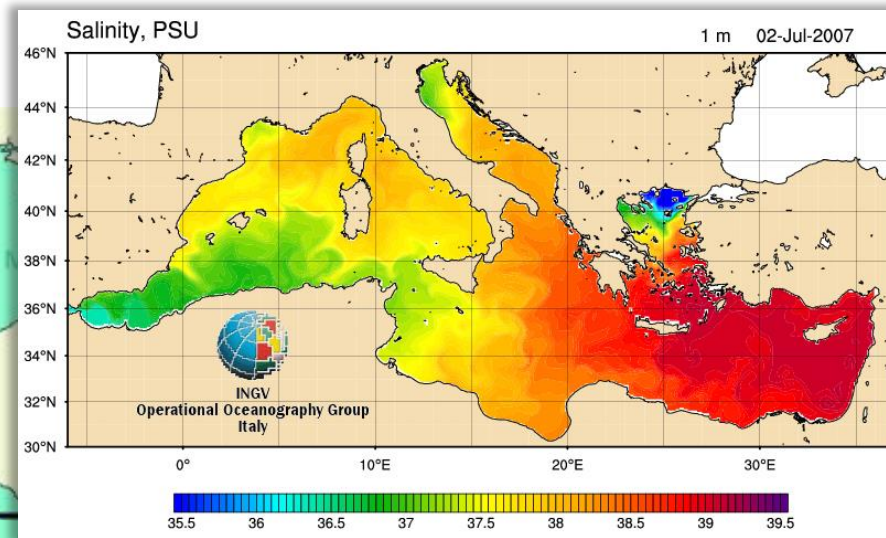 Salinity, PSU
1 m 02-Jul-2007
46°N
44°N
42°N
40°N
38°N
36°N
34°N
32°N
30°N
INGV
Operational Oceanography Group
Italy
0° 10°E 20°E 30°E
35.5 36 36.5 37 37.5 38 38.5 39 39.5